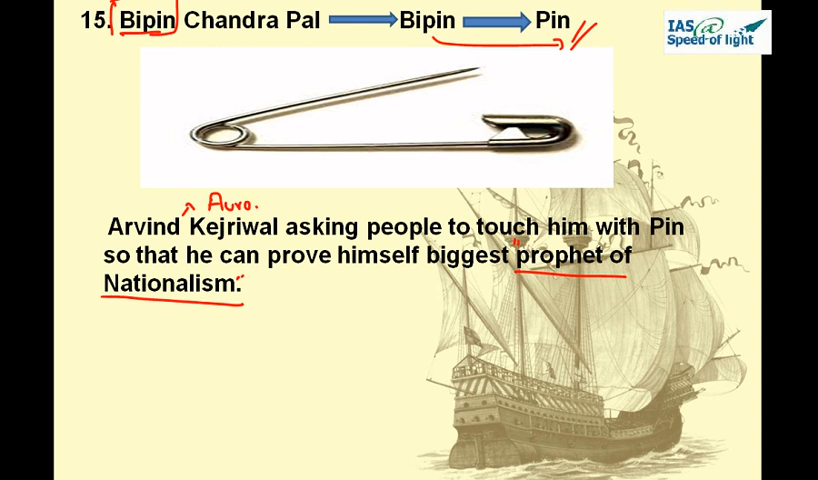 15. Bipin Chandra Pal Bipin Pin
IAS@
Speed of light
Auro.
Arvind Kejriwal asking people to touch him with Pin
so that he can prove himself biggest "prophet of
Nationalism."